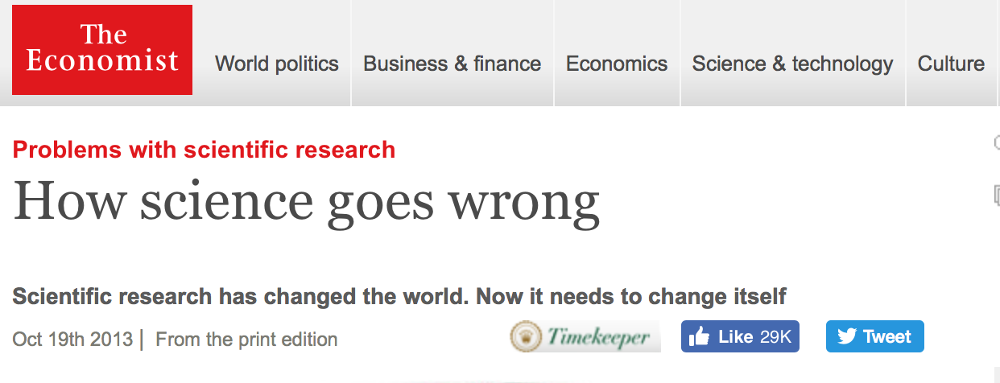 The
Economist
World politics
Business & finance
Economics
Science & technology
Culture
Problems with scientific research
How science goes wrong
Scientific research has changed the world. Now it needs to change itself
Oct 19th 2013 | From the print edition
Timekeeper
Like 29K
Tweet